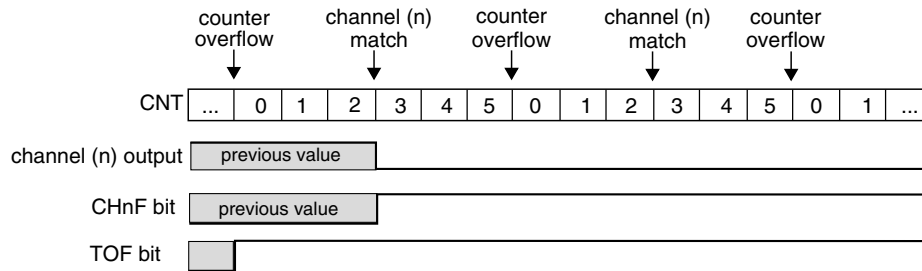 counter overflow
channel (n) match
counter overflow
channel (n) match
counter overflow
CNT ... 0 1 2 3 4 5 0 1 2 3 4 5 0 1 ...
channel (n) output previous value
CHnF bit previous value
TOF bit